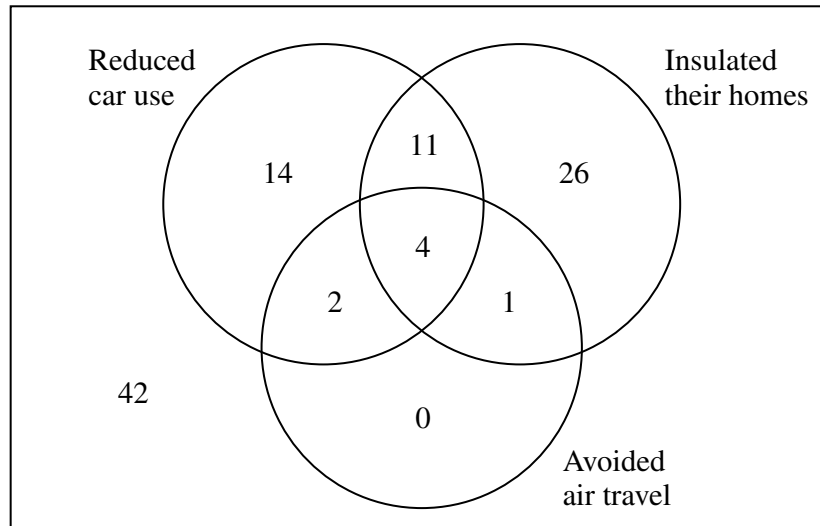 Reduced
car use
Insulated
their homes
11
14
26
4
2
1
42
0
Avoided
air travel